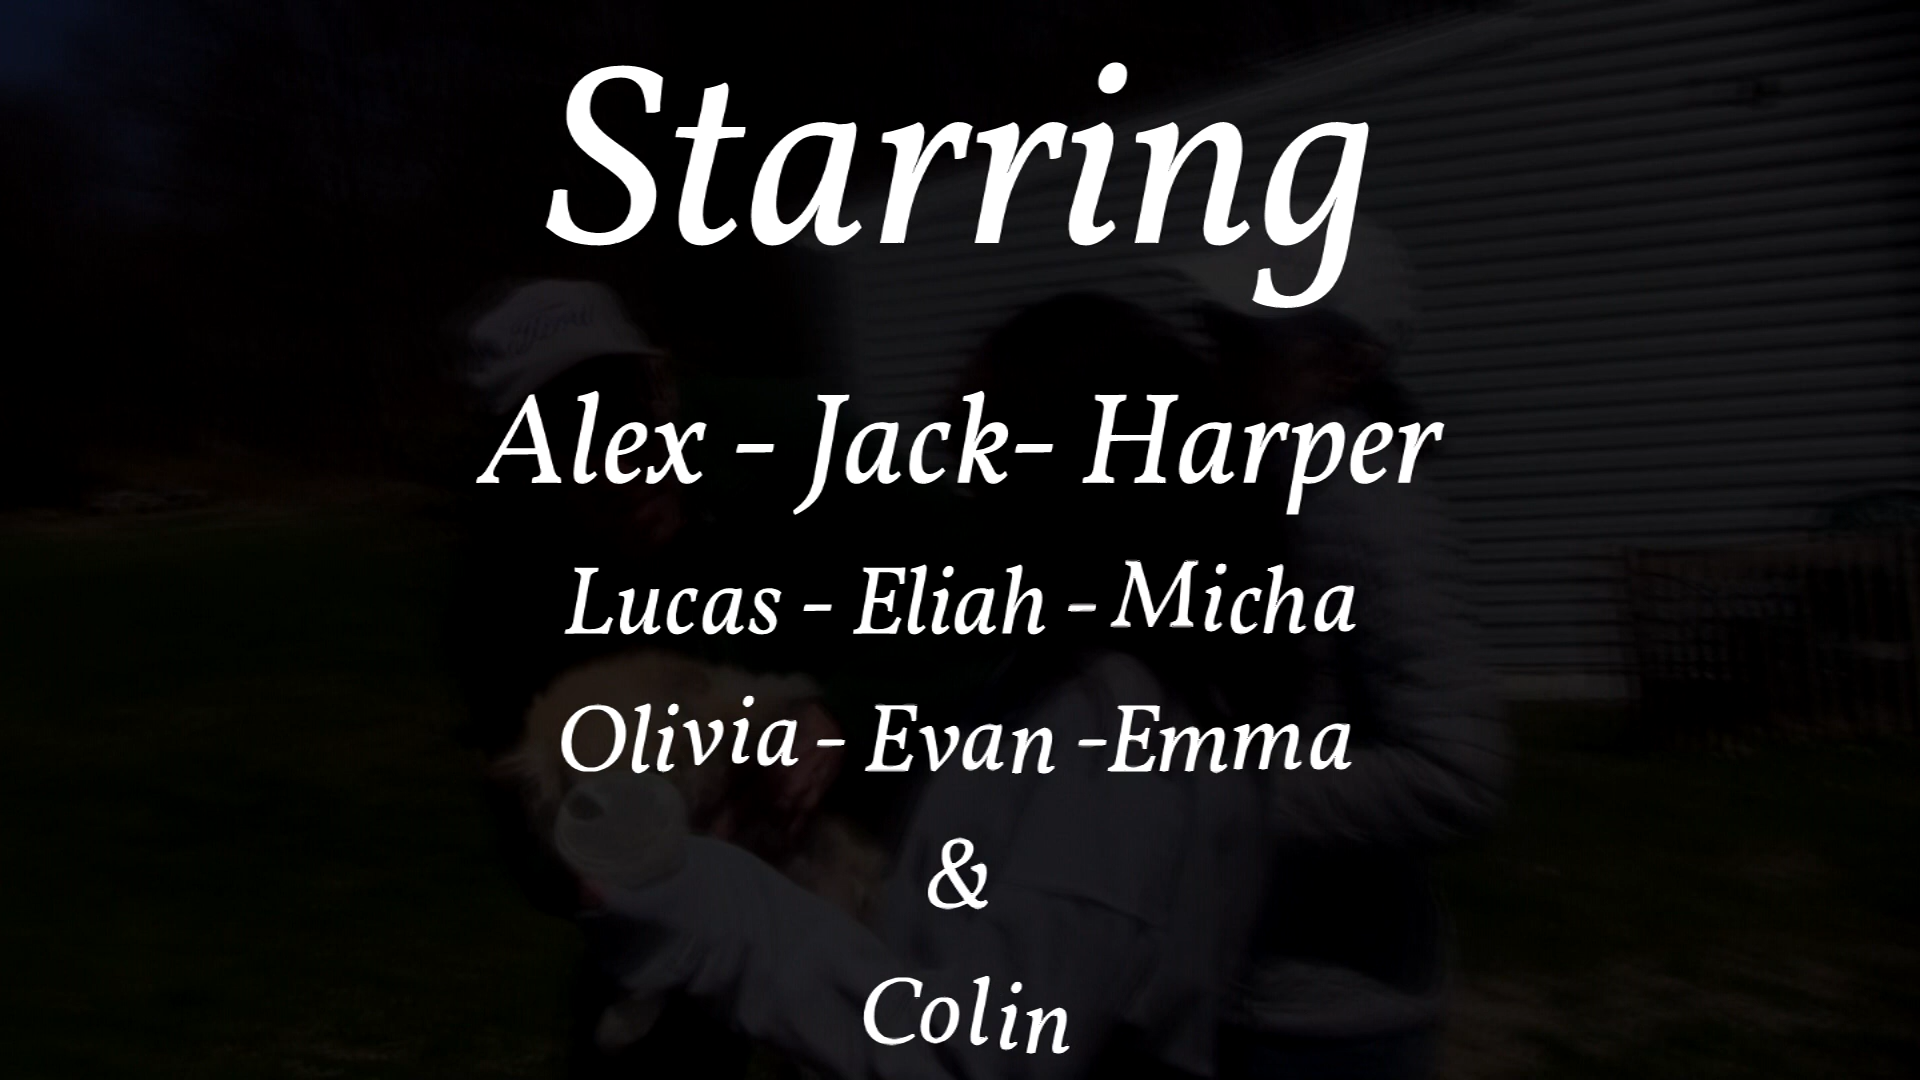 Starring
Alex - Jack- Harper
Lucas - Eliah - Micha
Olivia - Evan -Emma
&
Colin